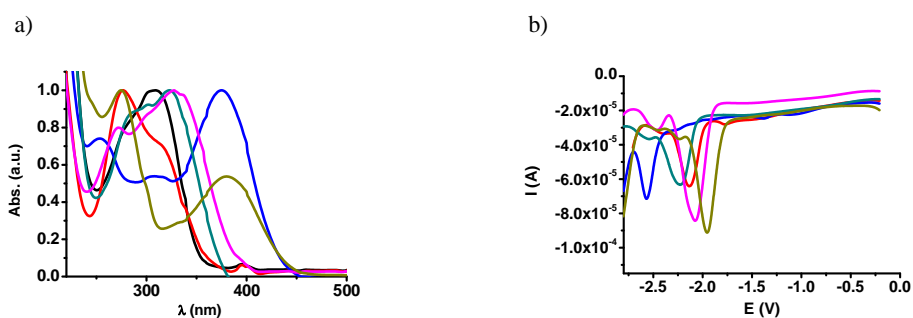 a)
b)
Abs. (a.u.)
1.0
0.8
0.6
0.4
0.2
0.0
300
400
500
λ (nm)
I (A)
0.0
-2.0x10⁻⁵
-4.0x10⁻⁵
-6.0x10⁻⁵
-8.0x10⁻⁵
-1.0x10⁻⁴
-2.5
-2.0
-1.5
-1.0
-0.5
0.0
E (V)